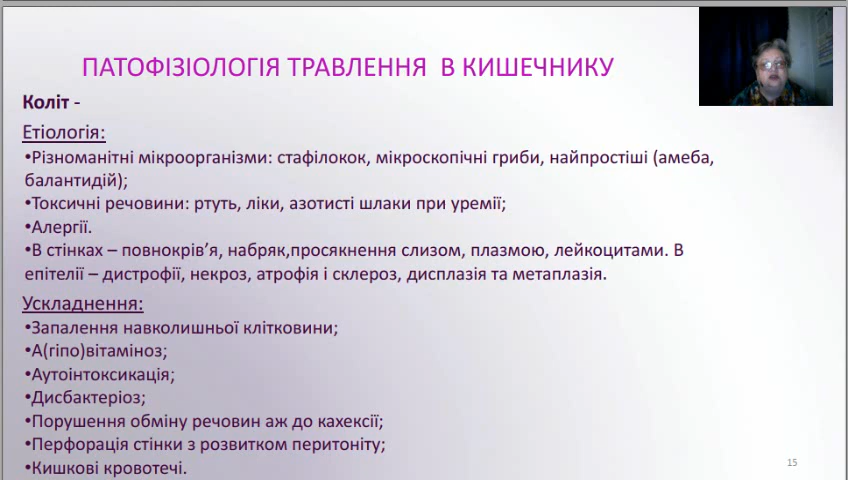 ПАТОФІЗІОЛОГІЯ ТРАВЛЕННЯ В КИШЕЧНИКУ
Коліт -
Етіологія:
•Різноманітні мікроорганізми: стафілокок, мікроскопічні гриби, найпростіші (амеба,
балантидій);
•Токсичні речовини: ртуть, ліки, азотисті шлаки при уремії;
•Алергії.
•В стінках – повнокрів’я, набряк,просякнення слизом, плазмою, лейкоцитами. В
епітелії – дистрофії, некроз, атрофія і склероз, дисплазія та метаплазія.
Ускладнення:
•Запалення навколишньої клітковини;
•А(гіпо)вітаміноз;
•Аутоінтоксикація;
•Дисбактеріоз;
•Порушення обміну речовин аж до кахексії;
•Перфорація стінки з розвитком перитоніту;
•Кишкові кровотечі.
15